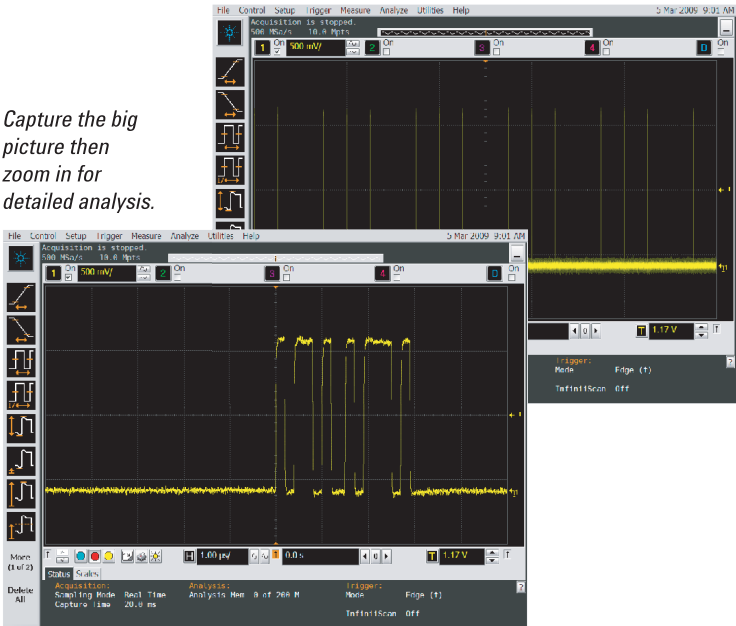 Capture the big
picture then
zoom in for
detailed analysis.
File Control Setup Trigger Measure Analyze Utilities Help
5 Mar 2009 9:01 AM
Acquisition is stopped.
500 MSa/s 10.0 Mpts
1 On 500 mV/ 2 On 3 On 4 On D On
T 1.17 V T
0
Trigger:
Mode Edge (↑)
InfiniiScan Off
?
File Control Setup Trigger Measure Analyze Utilities Help
5 Mar 2009 9:01 AM
Acquisition is stopped.
500 MSa/s 10.0 Mpts
1 On 500 mV/ 2 On 3 On 4 On D On
More
(1 of 2)
Delete
All
H 1.00 µs/ 0.0 s 0 T 1.17 V T
Status Scales
Acquisition: Analysis: Trigger:
Sampling Mode Real Time Analysis Mem 0 of 200 M Mode Edge (↑)
Capture Time 20.0 ms
InfiniiScan Off
?